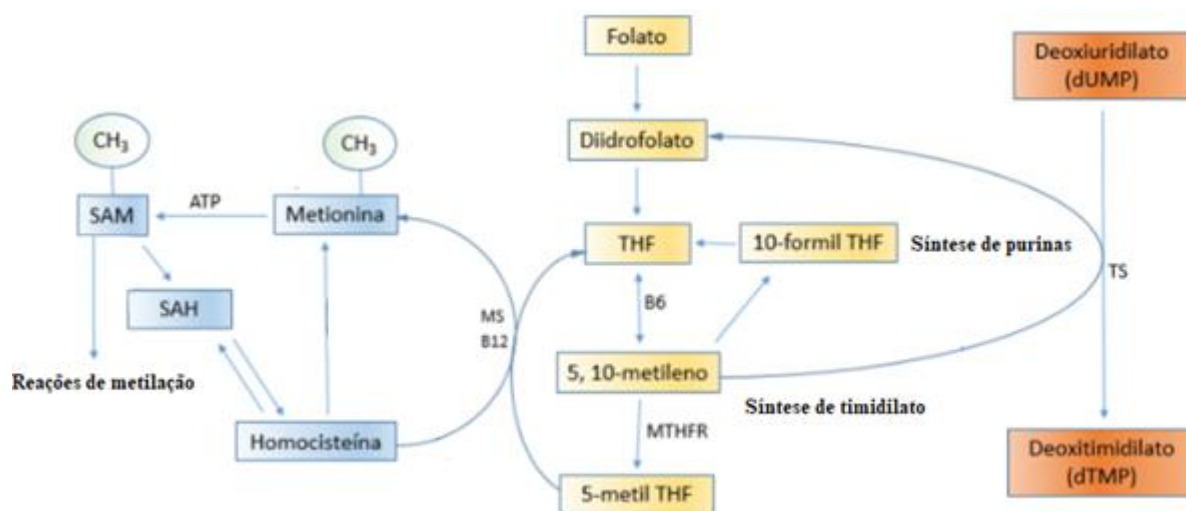 Folato
Deoxiuridilato
(dUMP)
CH3
CH3
Diidrofolato
ATP
SAM
Metionina
THF
10-formil THF
Síntese de purinas
TS
B6
SAH
MS
B12
Reações de metilação
5, 10-metileno
Síntese de timidilato
MTHFR
Homocisteína
Deoxitimidilato
(dTMP)
5-metil THF